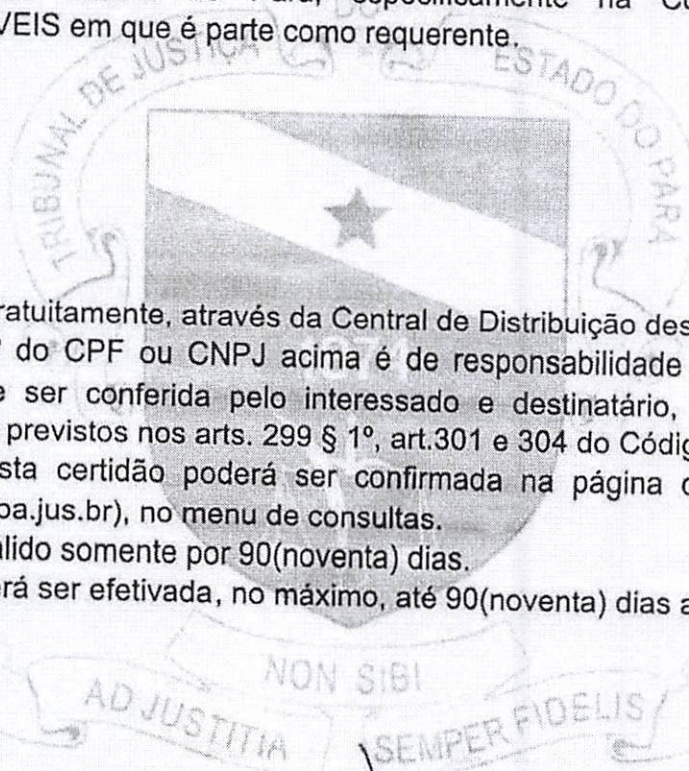 VEIS em que é parte como requerente.
TRIBUNAL DE JUSTIÇA DO ESTADO DO PARÁ
ratuitamente, através da Central de Distribuição des
do CPF ou CNPJ acima é de responsabilidade
e ser conferida pelo interessado e destinatário,
previstos nos arts. 299 § 1º, art.301 e 304 do Códig
sta certidão poderá ser confirmada na página
pa.jus.br), no menu de consultas.
lido somente por 90(noventa) dias.
rá ser efetivada, no máximo, até 90(noventa) dias a
NON SIBI
AD JUSTITIA
SEMPER FIDELIS